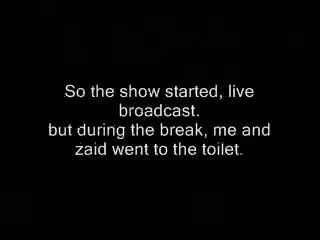 So the show started, live
broadcast.
but during the break, me and
zaid went to the toilet.